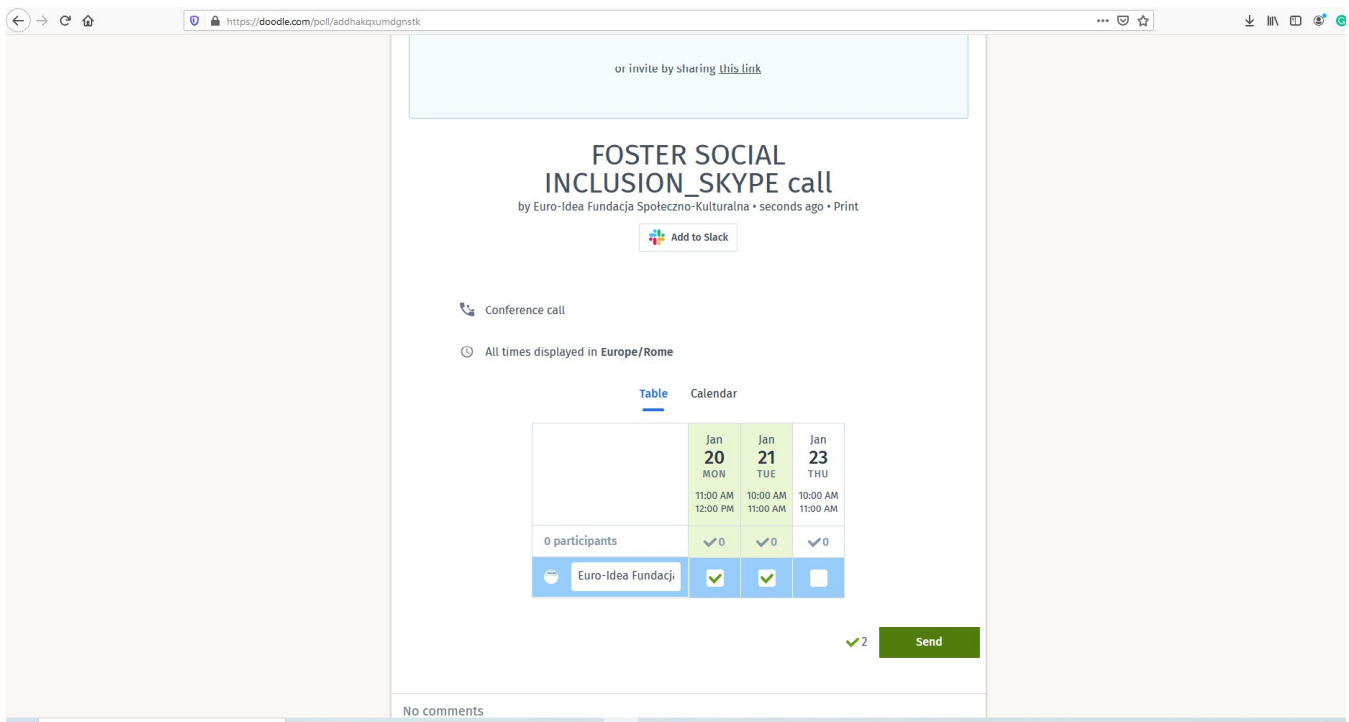 https://doodle.com/poll/addhakqxumdgnstk
or invite by sharing this link
FOSTER SOCIAL
INCLUSION_SKYPE call
by Euro-Idea Fundacja Społeczno-Kulturalna • seconds ago • Print
Add to Slack
Conference call
All times displayed in Europe/Rome
Table Calendar
Jan Jan Jan
20 21 23
MON TUE THU
11:00 AM 10:00 AM 10:00 AM
12:00 PM 11:00 AM 11:00 AM
0 participants 0 0 0
Euro-Idea Fundacj
2 Send
No comments